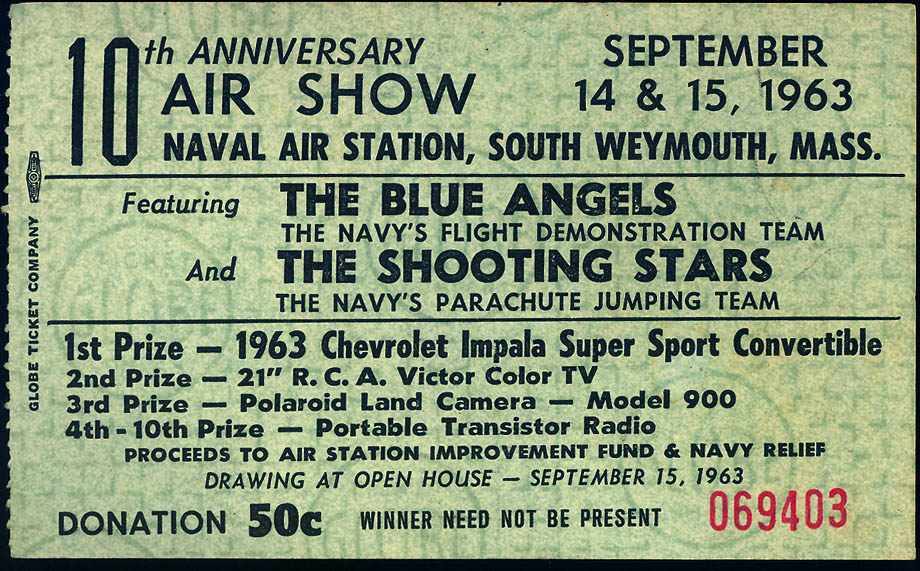 10th ANNIVERSARY
AIR SHOW
SEPTEMBER
14 & 15, 1963
NAVAL AIR STATION, SOUTH WEYMOUTH, MASS.
Featuring THE BLUE ANGELS
THE NAVY'S FLIGHT DEMONSTRATION TEAM
And THE SHOOTING STARS
THE NAVY'S PARACHUTE JUMPING TEAM
1st Prize — 1963 Chevrolet Impala Super Sport Convertible
2nd Prize — 21" R. C. A. Victor Color TV
3rd Prize — Polaroid Land Camera — Model 900
4th - 10th Prize — Portable Transistor Radio
PROCEEDS TO AIR STATION IMPROVEMENT FUND & NAVY RELIEF
DRAWING AT OPEN HOUSE — SEPTEMBER 15, 1963
DONATION 50c WINNER NEED NOT BE PRESENT 069403
GLOBE TICKET COMPANY